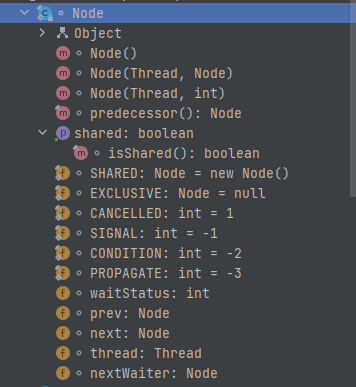 Node
Object
Node()
Node(Thread, Node)
Node(Thread, int)
predecessor(): Node
shared: boolean
isShared(): boolean
SHARED: Node = new Node()
EXCLUSIVE: Node = null
CANCELLED: int = 1
SIGNAL: int = -1
CONDITION: int = -2
PROPAGATE: int = -3
waitStatus: int
prev: Node
next: Node
thread: Thread
nextWaiter: Node